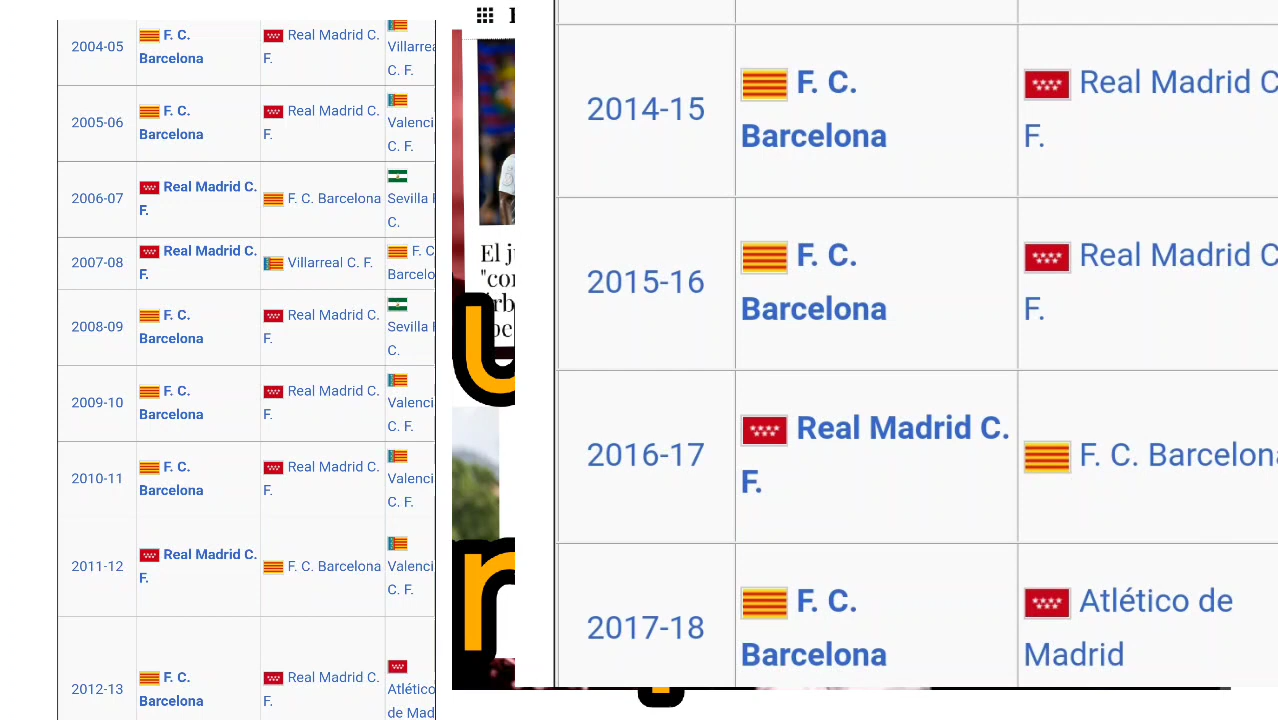 2004-05
F. C.
Barcelona
Real Madrid C.
F.
Villarrea
C. F.
2005-06
F. C.
Barcelona
Real Madrid C.
F.
Valenci
C. F.
2006-07
Real Madrid C.
F.
F. C. Barcelona
Sevilla
C.
2007-08
Real Madrid C.
F.
Villarreal C. F.
F. C
Barcelo
2008-09
F. C.
Barcelona
Real Madrid C.
F.
Sevilla
C.
2009-10
F. C.
Barcelona
Real Madrid C.
F.
Valenci
C. F.
2010-11
F. C.
Barcelona
Real Madrid C.
F.
Valenci
C. F.
2011-12
Real Madrid C.
F.
F. C. Barcelona
Valenci
C. F.
2012-13
F. C.
Barcelona
Real Madrid C.
F.
Atlético
de Mad
El
"con
2014-15
F. C.
Barcelona
Real Madrid C
F.
2015-16
F. C.
Barcelona
Real Madrid C
F.
2016-17
Real Madrid C.
F.
F. C. Barcelona
2017-18
F. C.
Barcelona
Atlético de
Madrid